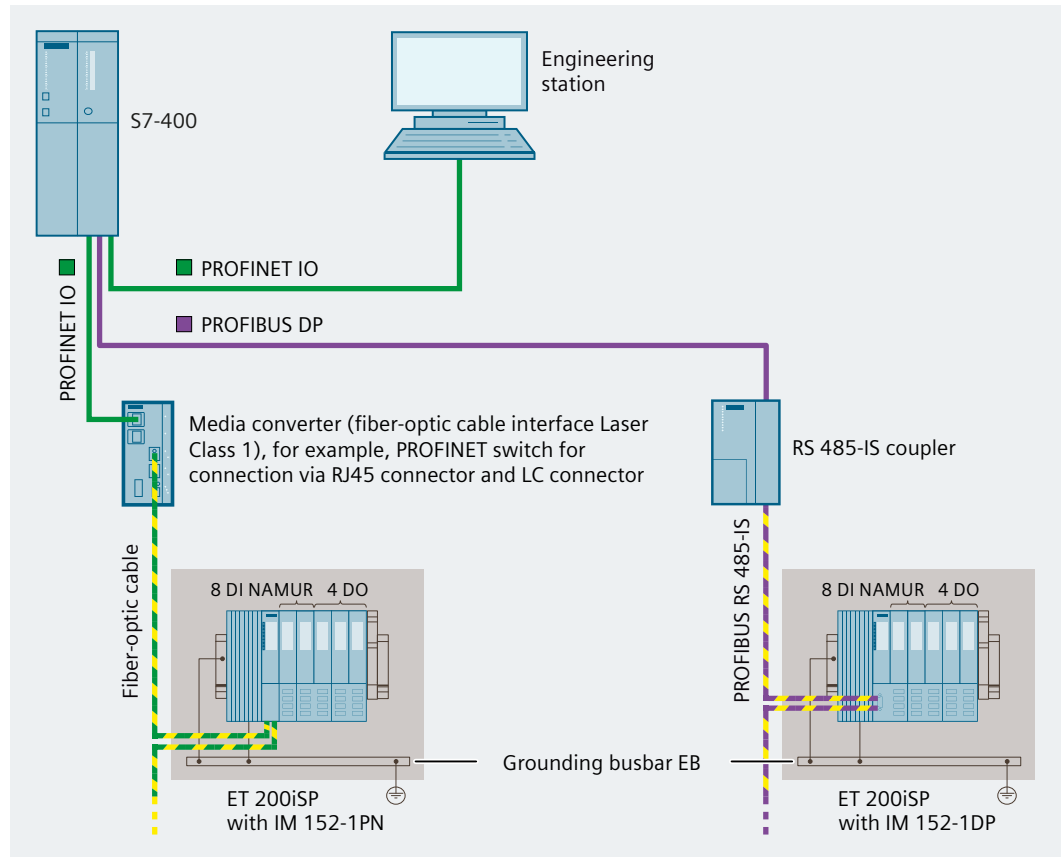 Engineering
station
S7-400
PROFINET IO
PROFINET IO
PROFIBUS DP
Media converter (fiber-optic cable interface Laser
Class 1), for example, PROFINET switch for
connection via RJ45 connector and LC connector
RS 485-IS coupler
Fiber-optic cable
PROFIBUS RS 485-IS
8 DI NAMUR 4 DO
8 DI NAMUR 4 DO
Grounding busbar EB
ET 200iSP
with IM 152-1PN
ET 200iSP
with IM 152-1DP